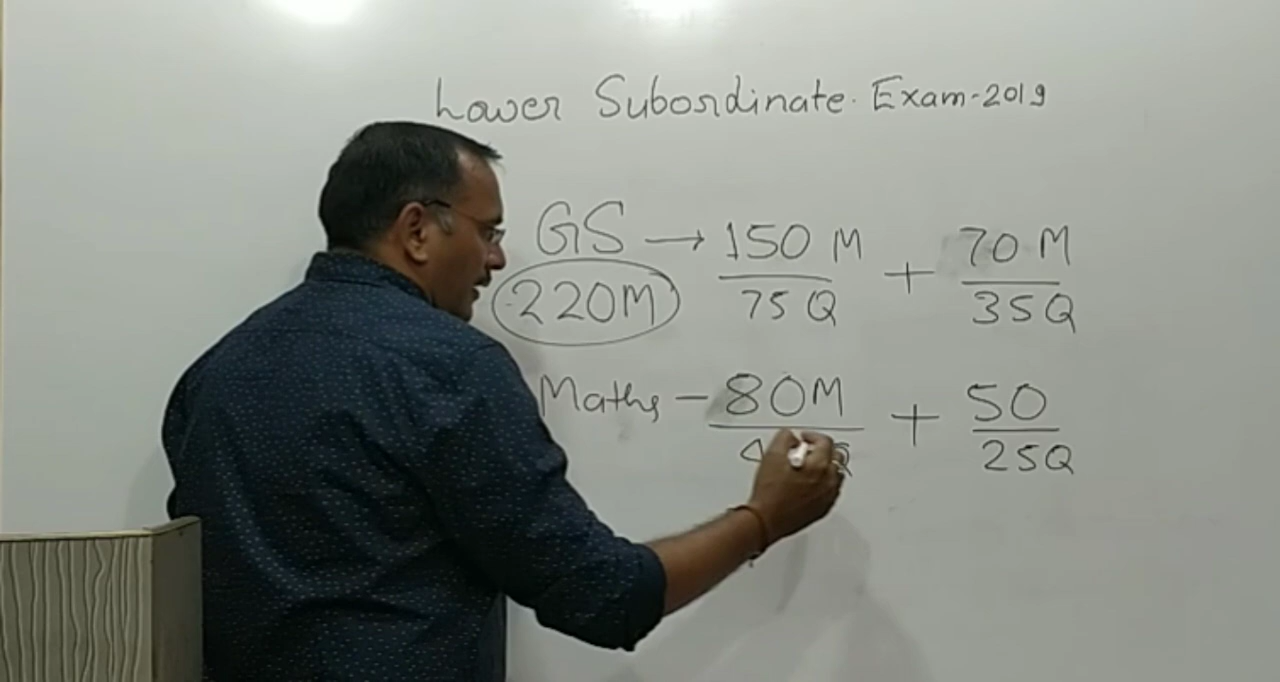 Lower Subordinate. Exam-2019
GS → 150 M + 70 M
75 Q 35Q
220M
Maths - 80M + 50
25Q